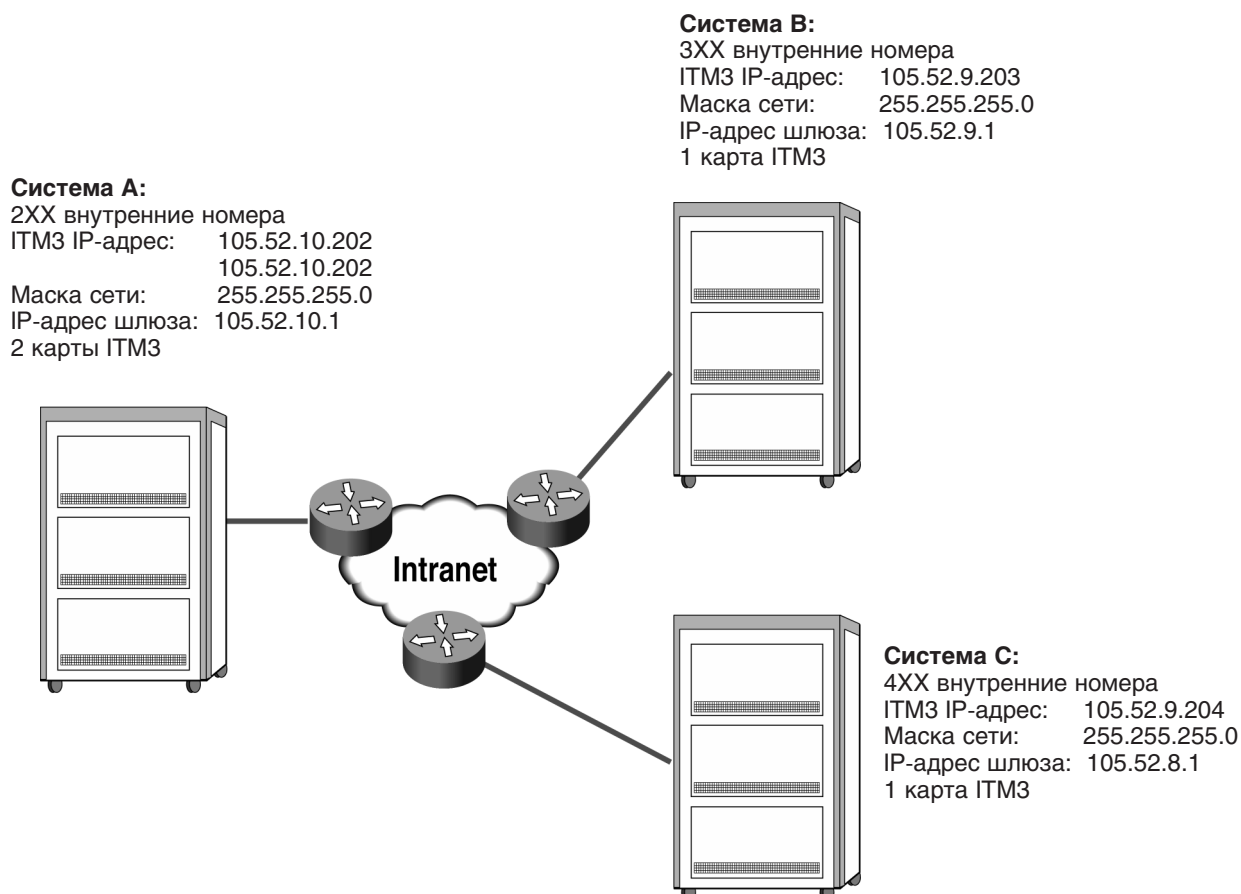 Система B:
3XX внутренние номера
ITM3 IP-адрес: 105.52.9.203
Маска сети: 255.255.255.0
IP-адрес шлюза: 105.52.9.1
1 карта ITM3
Система A:
2XX внутренние номера
ITM3 IP-адрес: 105.52.10.202
105.52.10.202
Маска сети: 255.255.255.0
IP-адрес шлюза: 105.52.10.1
2 карты ITM3
Intranet
Система C:
4XX внутренние номера
ITM3 IP-адрес: 105.52.9.204
Маска сети: 255.255.255.0
IP-адрес шлюза: 105.52.8.1
1 карта ITM3